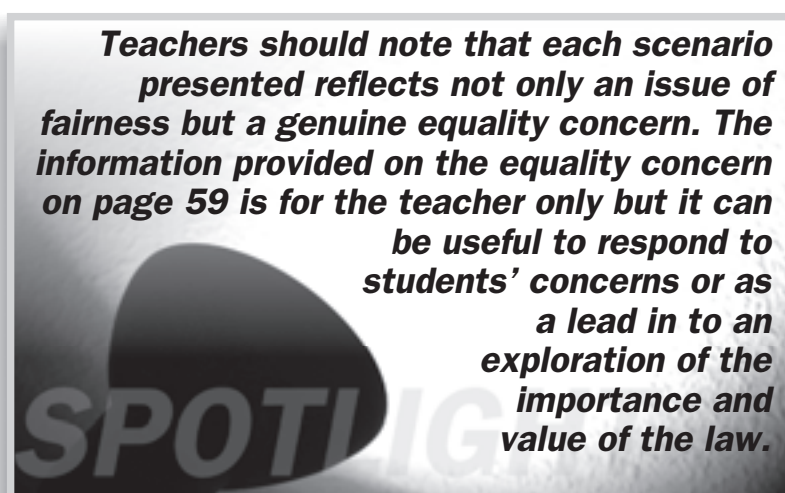 Teachers should note that each scenario
presented reflects not only an issue of
fairness but a genuine equality concern. The
information provided on the equality concern
on page 59 is for the teacher only but it can
be useful to respond to
students’ concerns or as
a lead in to an
exploration of the
importance and
value of the law.
SPOTLIGHT